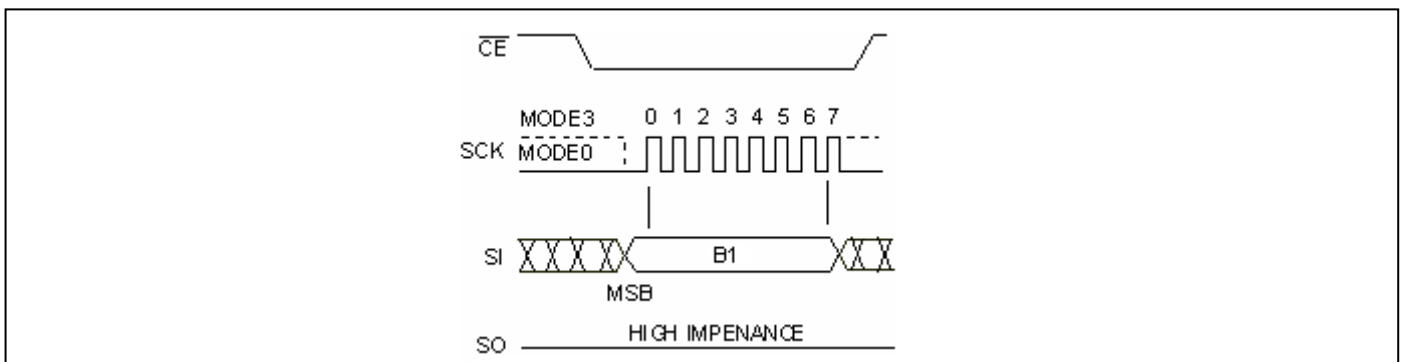 CE
MODE3 0 1 2 3 4 5 6 7
SCK MODE0
SI B1
MSB
HIGH IMPENANCE
SO